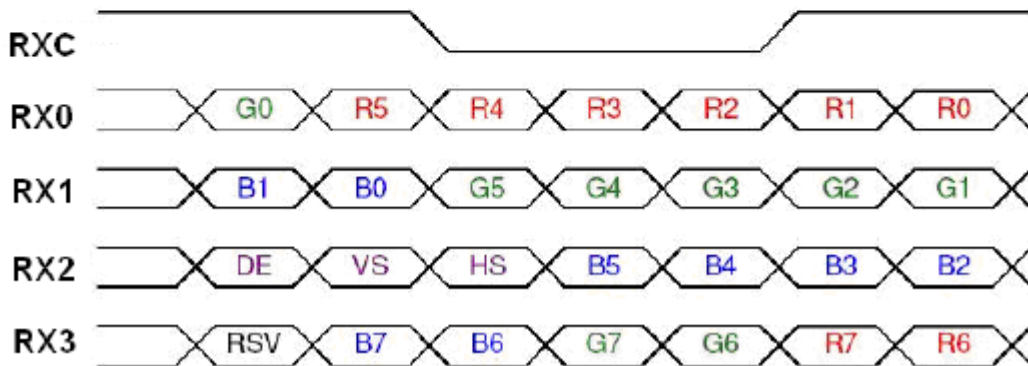 RXC
RX0 G0 R5 R4 R3 R2 R1 R0
RX1 B1 B0 G5 G4 G3 G2 G1
RX2 DE VS HS B5 B4 B3 B2
RX3 RSV B7 B6 G7 G6 R7 R6